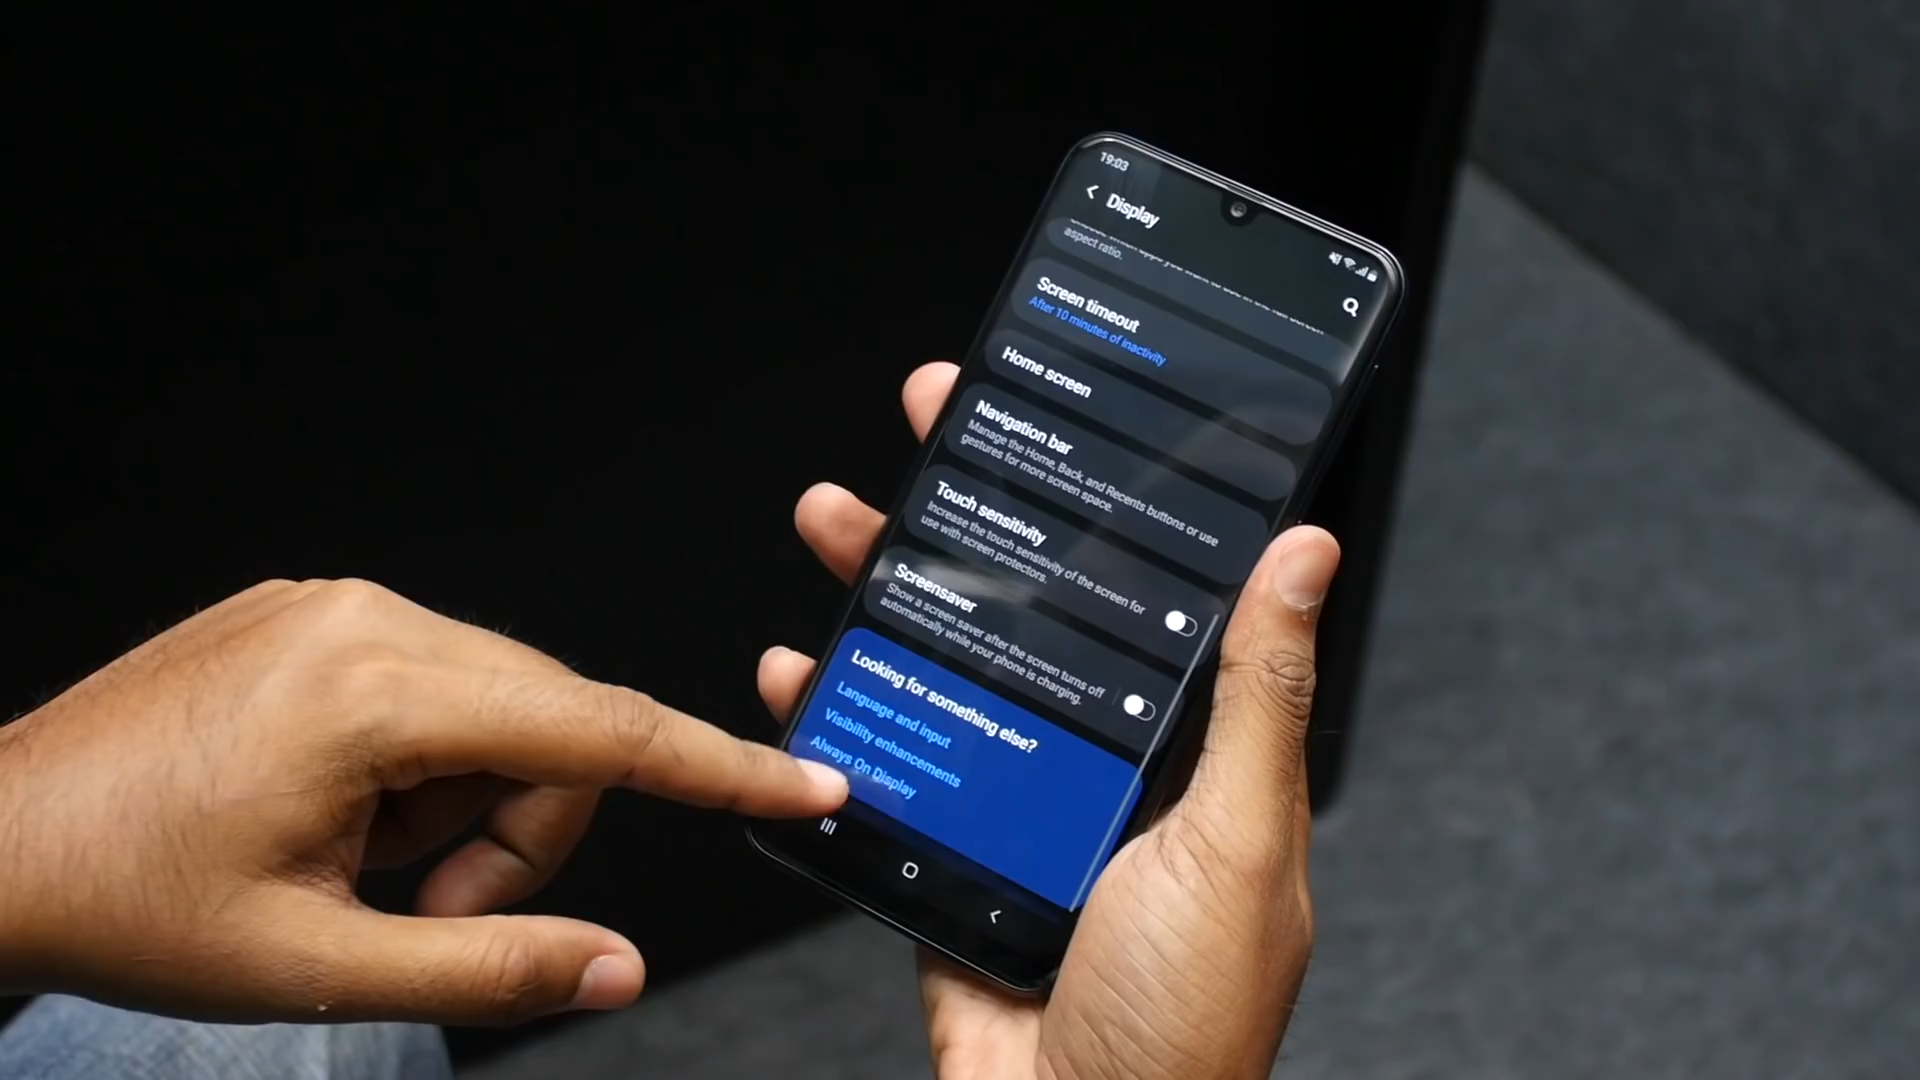 19:03
Display
aspect ratio.
Screen timeout
After 10 minutes of inactivity
Home screen
Navigation bar
Manage the Home, Back, and Recents buttons or use
gestures for more screen space.
Touch sensitivity
Increase the touch sensitivity of the screen for
use with screen protectors.
Screensaver
Show a screen saver after the screen turns off
automatically while your phone is charging.
Looking for something else?
Language and input
Visibility enhancements
Always On Display